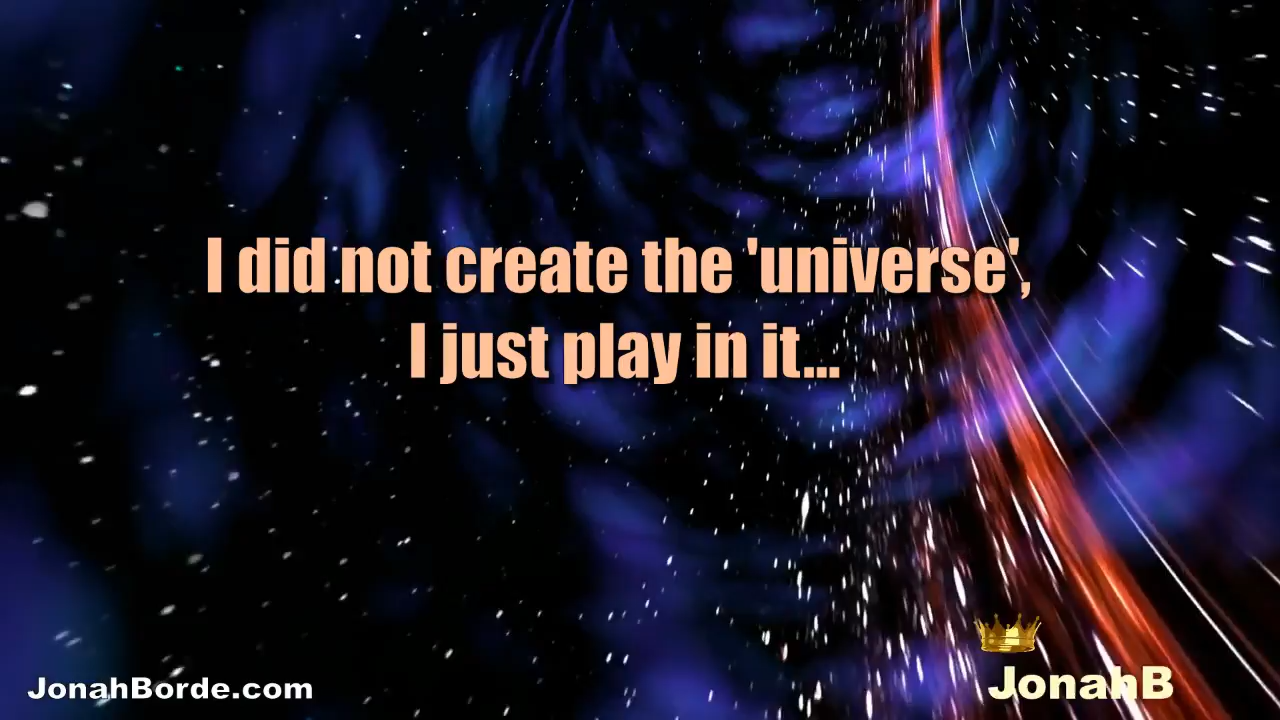 I did not create the 'universe',
I just play in it...
JonahBorde.com
JonahB